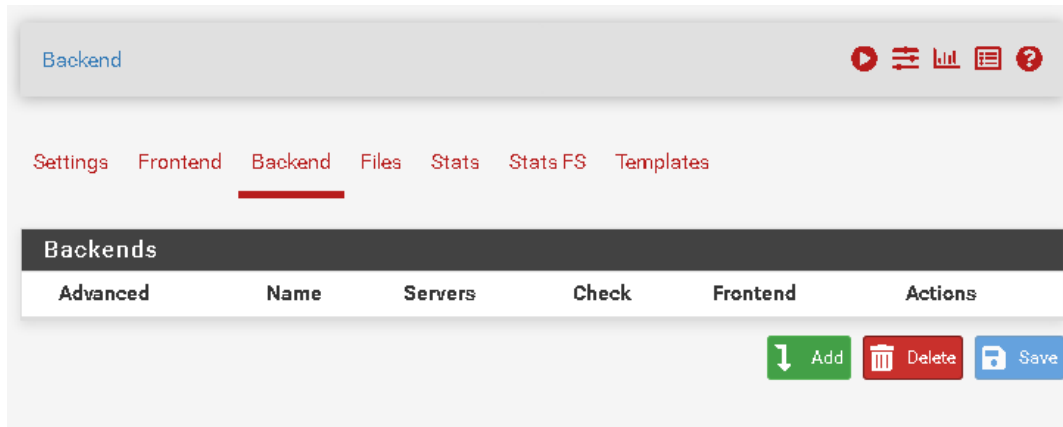 Backend
Settings Frontend Backend Files Stats Stats FS Templates
Backends
Advanced Name Servers Check Frontend Actions
Add Delete Save